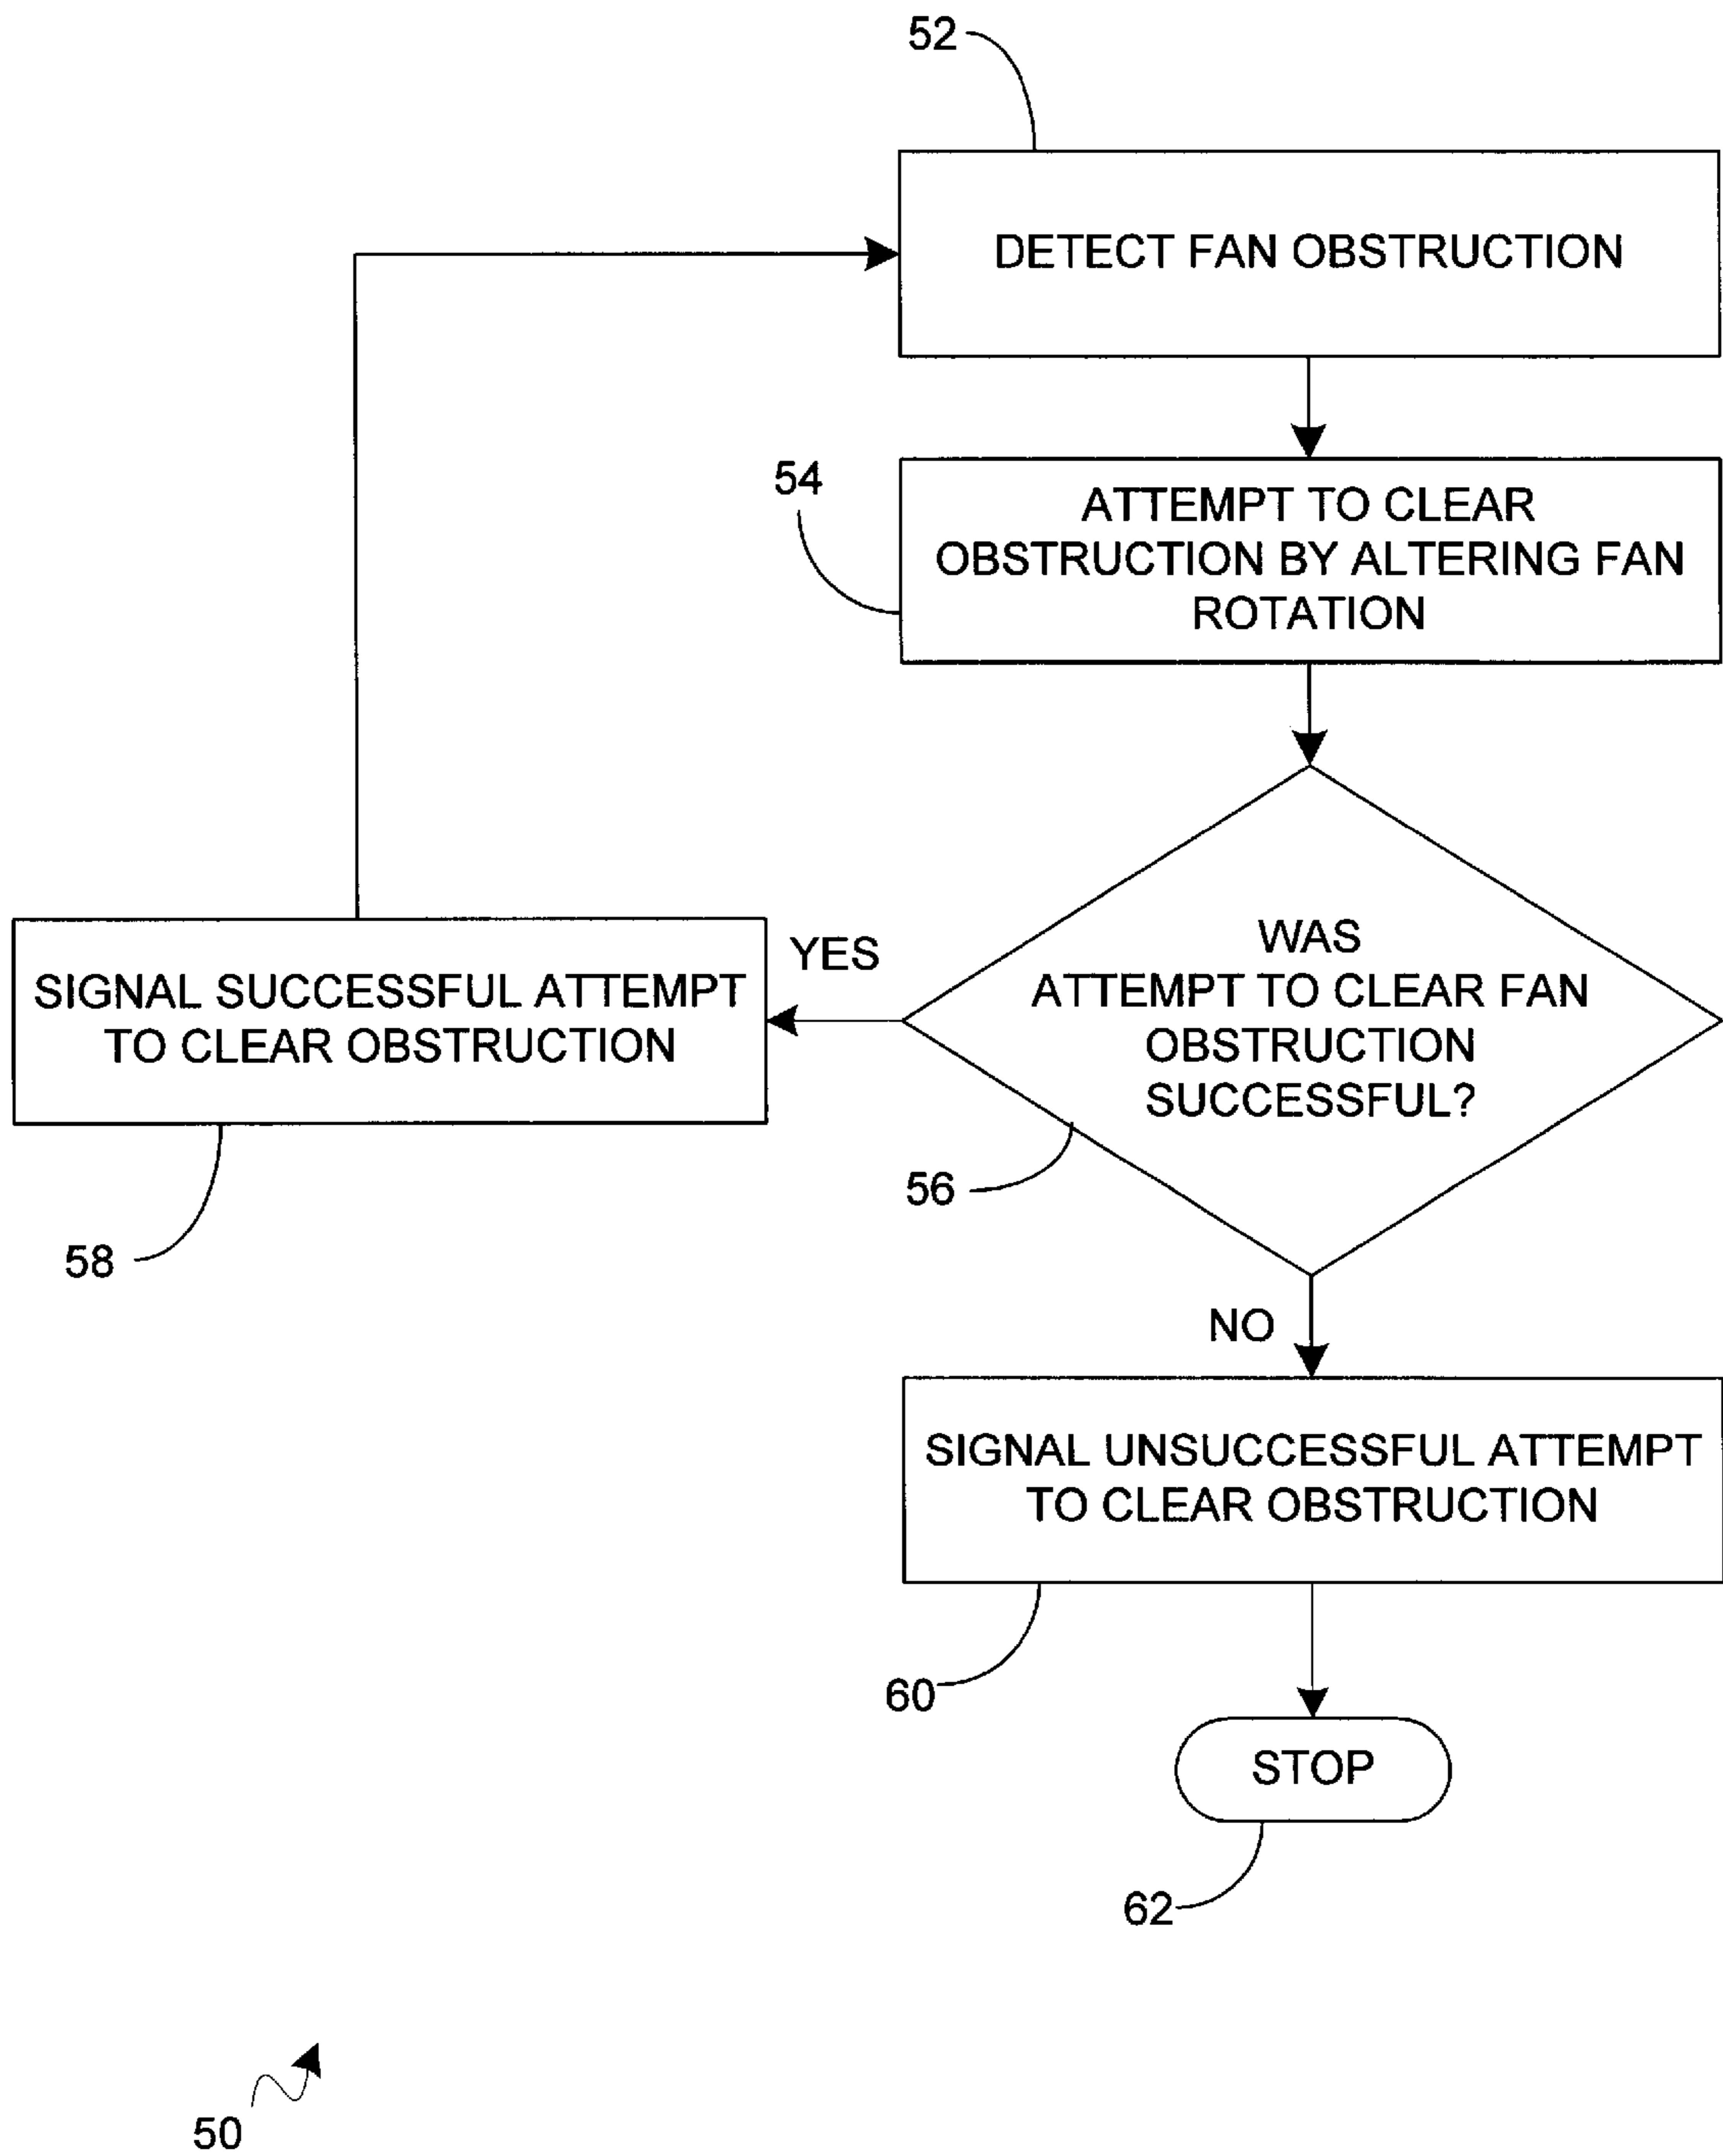 52
DETECT FAN OBSTRUCTION
54
ATTEMPT TO CLEAR
OBSTRUCTION BY ALTERING FAN
ROTATION
WAS
ATTEMPT TO CLEAR FAN
OBSTRUCTION
SUCCESSFUL?
56
YES
SIGNAL SUCCESSFUL ATTEMPT
TO CLEAR OBSTRUCTION
58
NO
SIGNAL UNSUCCESSFUL ATTEMPT
TO CLEAR OBSTRUCTION
60
STOP
62
50